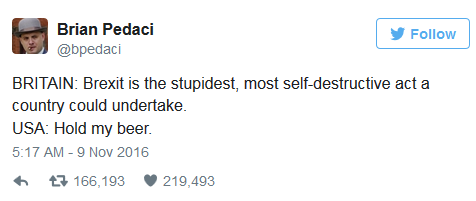 Brian Pedaci
@bpedaci
Follow
BRITAIN: Brexit is the stupidest, most self-destructive act a
country could undertake.
USA: Hold my beer.
5:17 AM - 9 Nov 2016
166,193 219,493